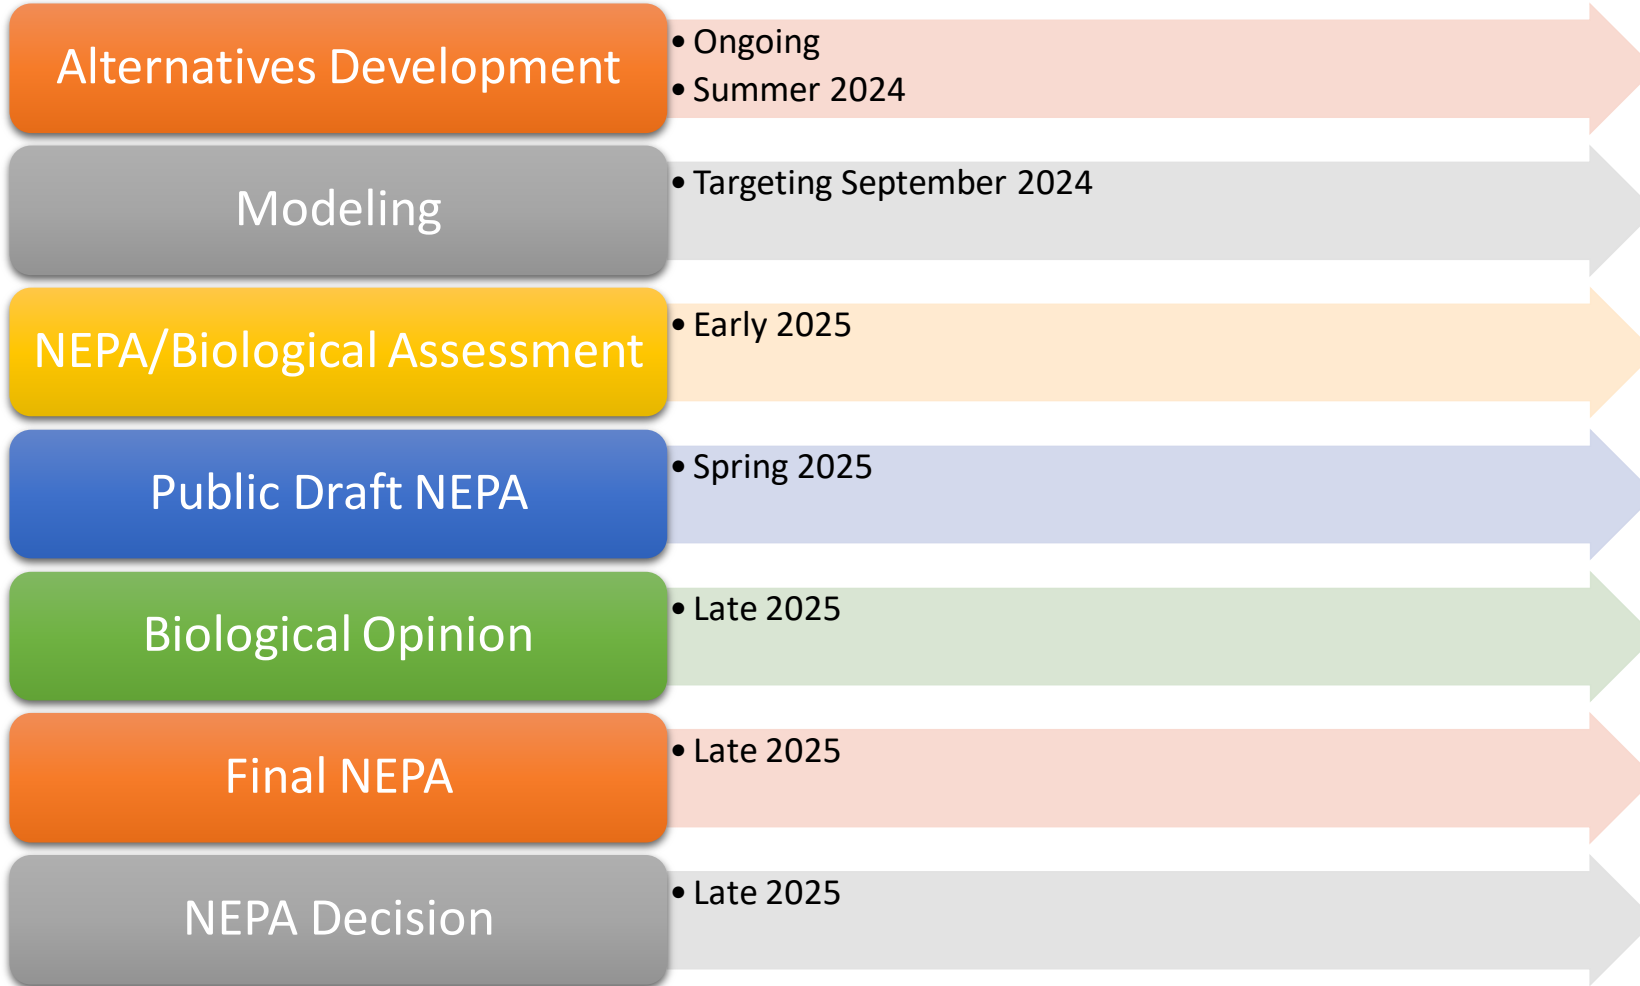 Alternatives Development
• Ongoing
• Summer 2024
Modeling
• Targeting September 2024
NEPA/Biological Assessment
• Early 2025
Public Draft NEPA
• Spring 2025
Biological Opinion
• Late 2025
Final NEPA
• Late 2025
NEPA Decision
• Late 2025